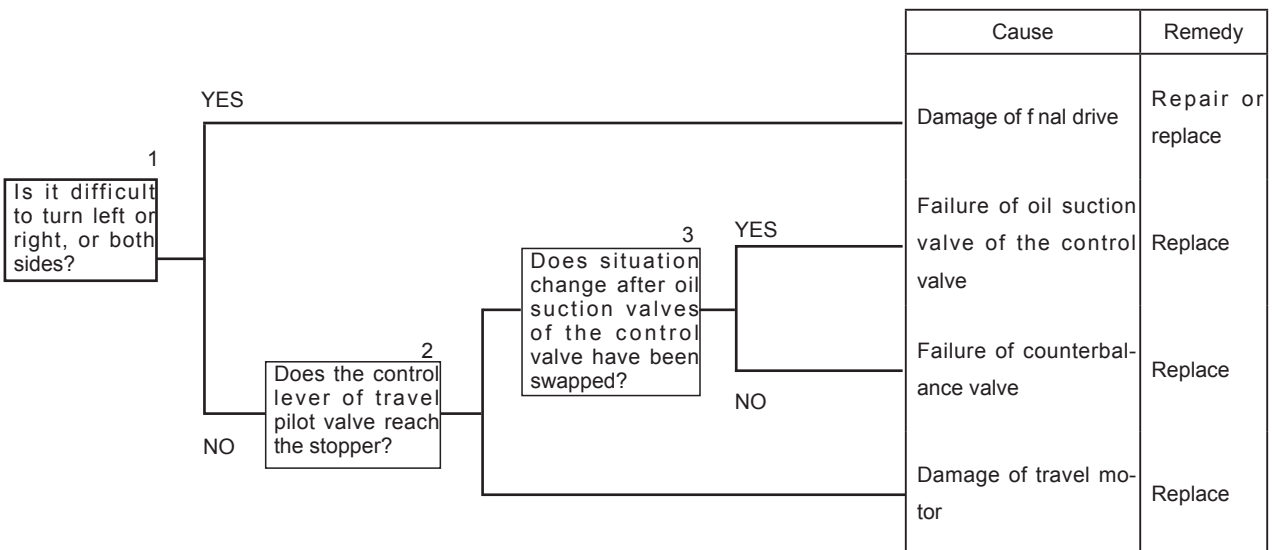 Cause
Remedy
YES
Damage of f nal drive
Repair or
replace
1
Is it difficult
to turn left or
right, or both
sides?
Failure of oil suction
valve of the control
valve
Replace
3
YES
Does situation
change after oil
suction valves
of the control
valve have been
swapped?
2
Does the control
lever of travel
pilot valve reach
the stopper?
NO
NO
Failure of counterbal-
ance valve
Replace
Damage of travel mo-
tor
Replace